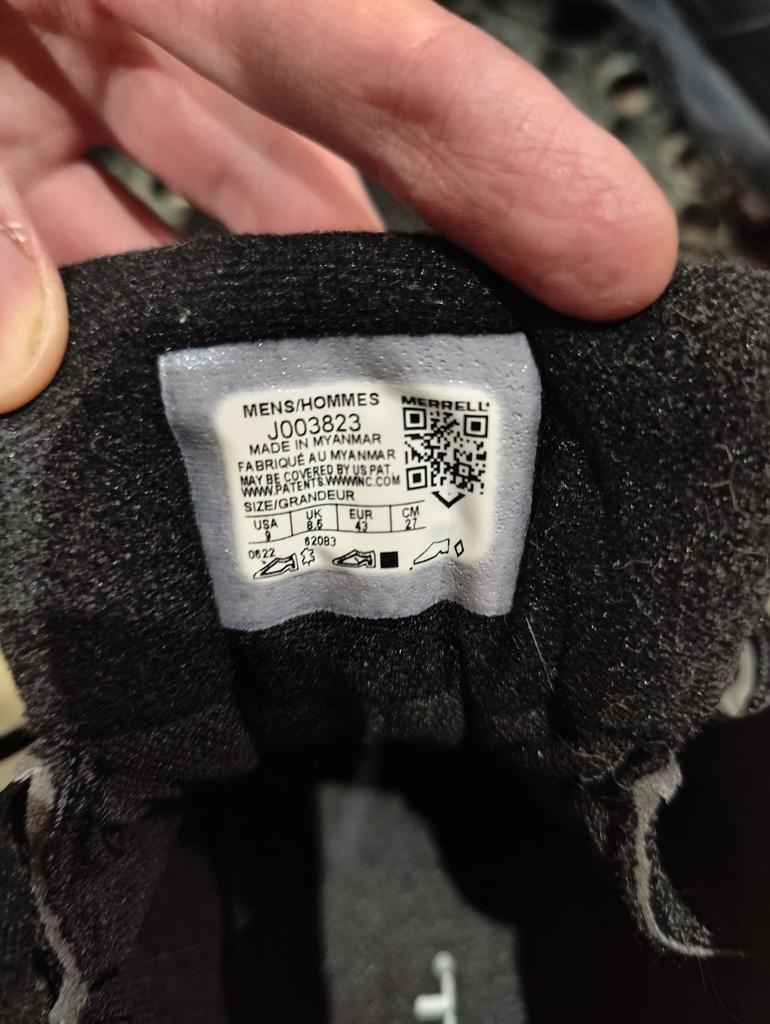 MENS/HOMMES
MERRELL
J003823
MADE IN MYANMAR
FABRIQUÉ AU MYANMAR
MAY BE COVERED BY US PAT.
WWW.PATENTS.WWWINC.COM
SIZE/GRANDEUR
USA UK EUR CM
9 8.5 43 27
0622 62083